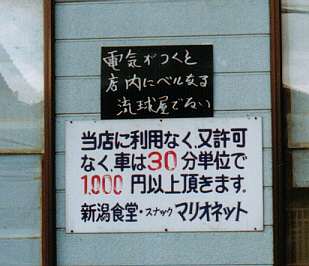 電気がつくと
店内にベルなる
流球屋でない
当店に利用なく、又許可
なく、車は30分単位で
1,000円以上頂きます.
新潟食堂・スナックマリオネット